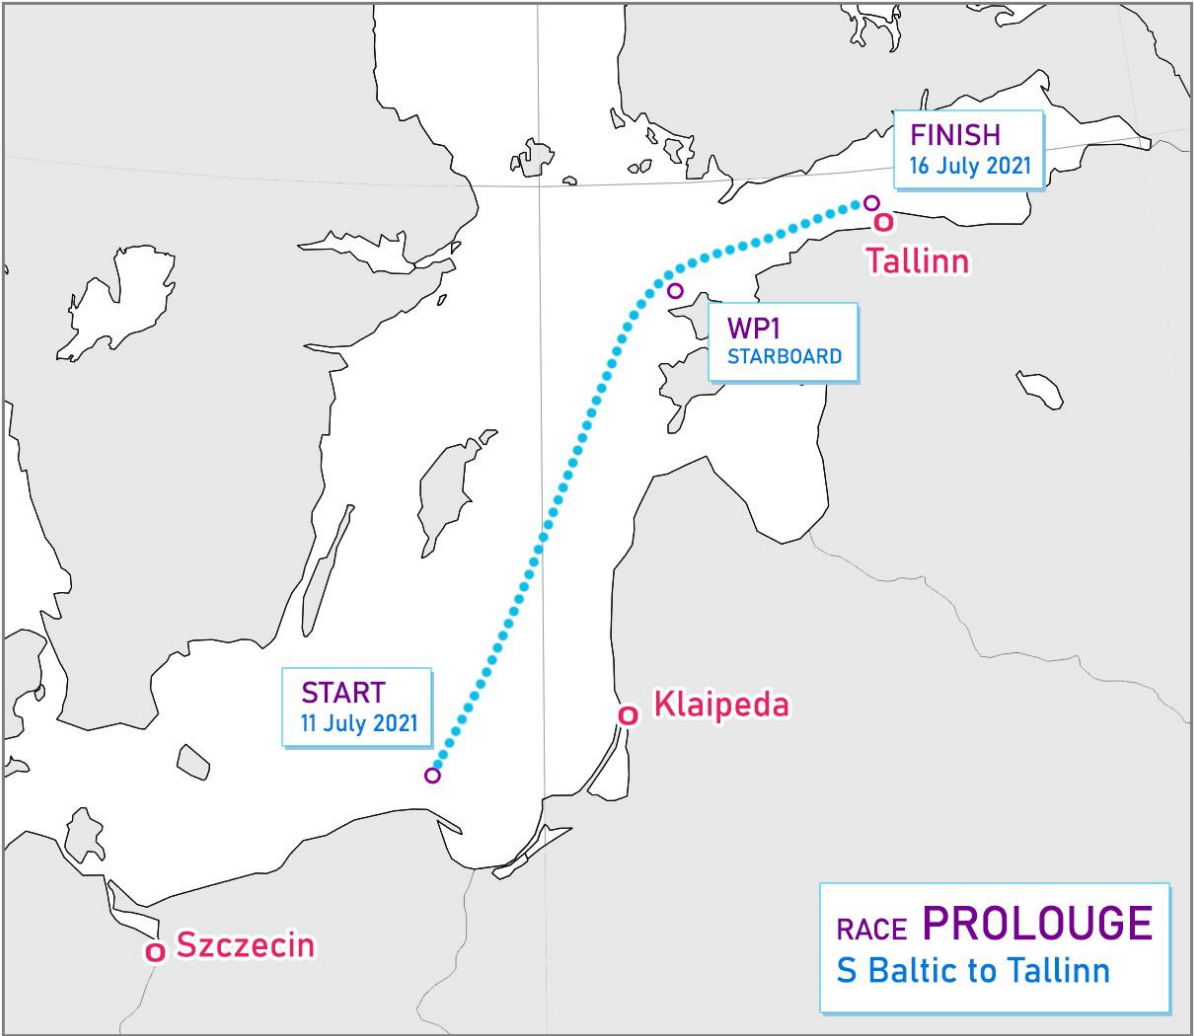 FINISH
16 July 2021
Tallinn
WP1
STARBOARD
START
11 July 2021
Klaipeda
Szczecin
RACE PROLOUGE
S Baltic to Tallinn